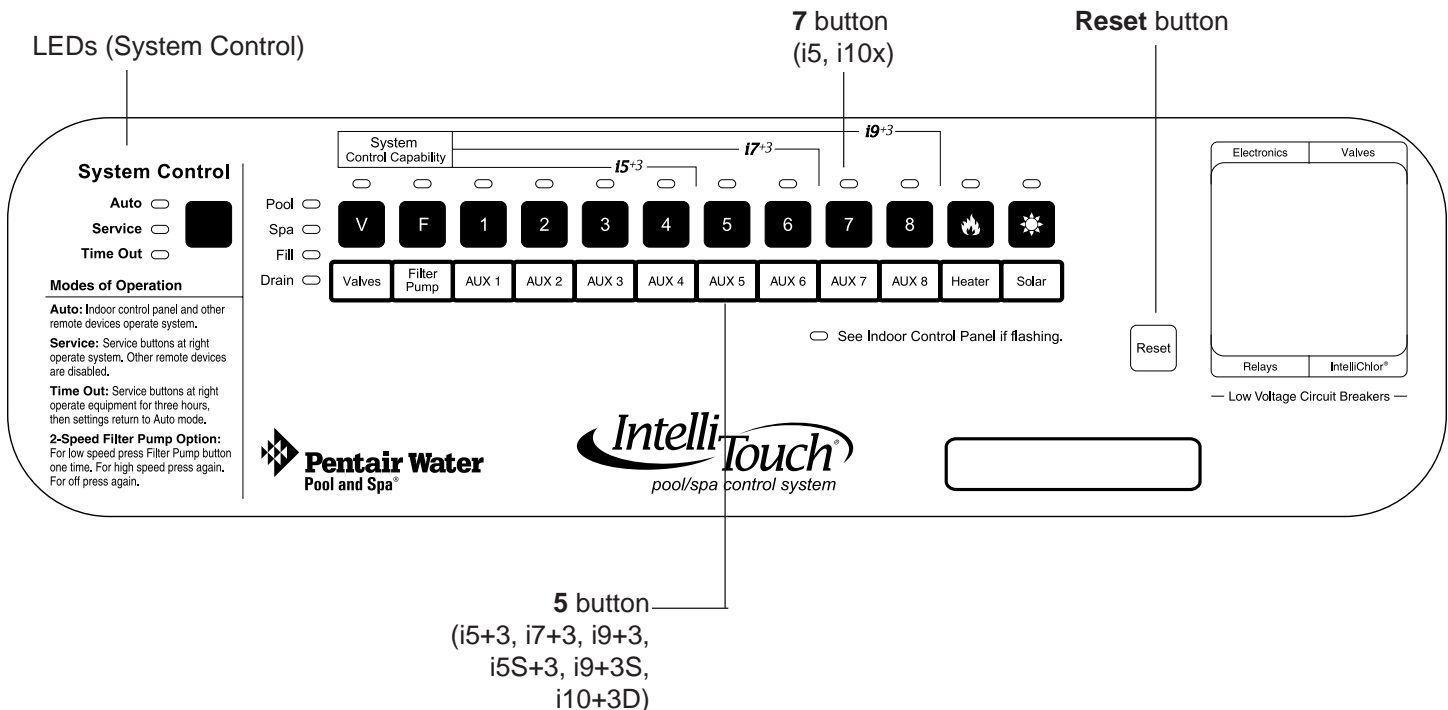 LEDs (System Control)
7 button
(i5, i10x)
Reset button
System Control
Auto
Service
Time Out
Modes of Operation
Auto: Indoor control panel and other
remote devices operate system.
Service: Service buttons at right
operate system. Other remote devices
are disabled.
Time Out: Service buttons at right
operate equipment for three hours,
then settings return to Auto mode.
2-Speed Filter Pump Option:
For low speed press Filter Pump button
one time. For high speed press again.
For off press again.
System
Control Capability
i5+3
i7+3
i9+3
Pool
Spa
Fill
Drain
V F 1 2 3 4 5 6 7 8
Valves Filter Pump AUX 1 AUX 2 AUX 3 AUX 4 AUX 5 AUX 6 AUX 7 AUX 8 Heater Solar
See Indoor Control Panel if flashing.
Reset
Electronics Valves
Relays IntelliChlor®
— Low Voltage Circuit Breakers —
Pentair Water
Pool and Spa®
IntelliTouch®
pool/spa control system
5 button
(i5+3, i7+3, i9+3,
i5S+3, i9+3S,
i10+3D)